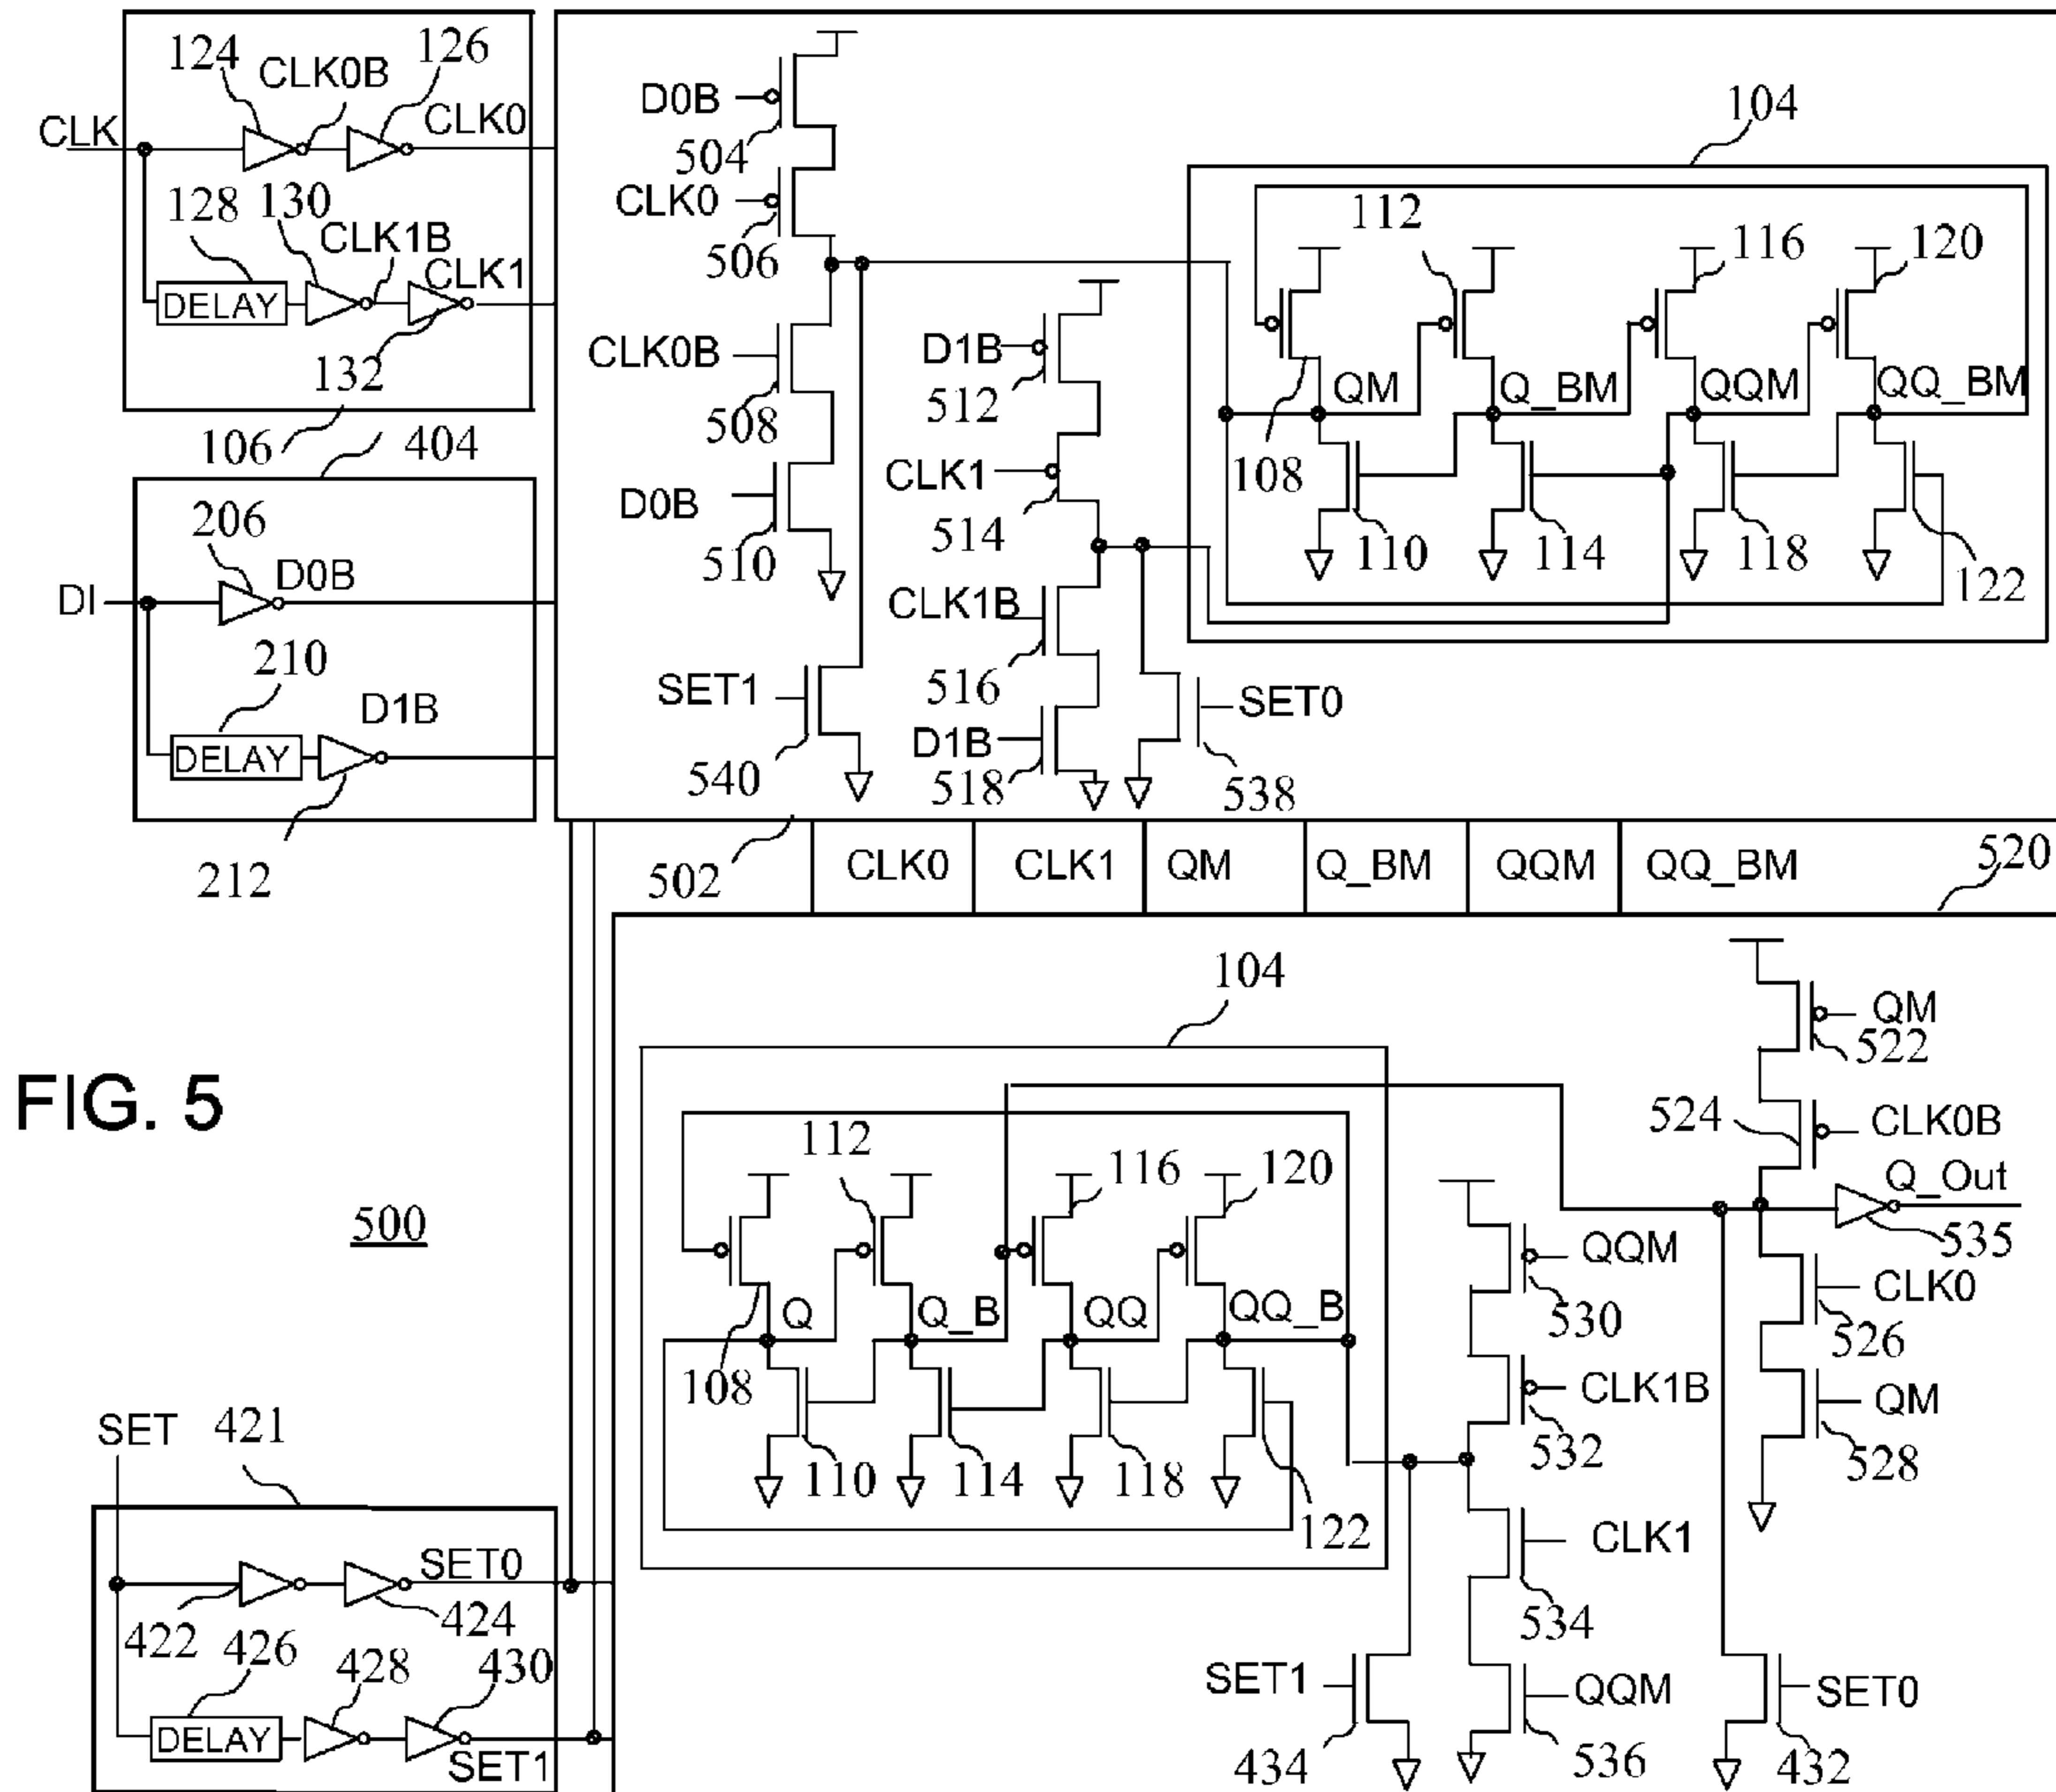 124
CLK0B
126
CLK
CLK0
128
130
CLK1B
CLK1
DELAY
132
106
404
206
DI
D0B
210
D1B
DELAY
212
D0B
504
CLK0
506
CLK0B
508
D0B
510
SET1
540
D1B
512
CLK1
514
CLK1B
516
D1B
518
SET0
538
104
112
116
120
QM
Q_BM
QQM
QQ_BM
108
110
114
118
122
502
CLK0
CLK1
QM
Q_BM
QQM
QQ_BM
520
FIG. 5
500
104
112
116
120
Q
Q_B
QQ
QQ_B
108
110
114
118
122
QM
522
524
CLK0B
Q_Out
535
CLK0
526
QM
528
QQM
530
CLK1B
532
CLK1
534
QQM
536
SET1
434
SET0
432
SET
421
SET0
422
424
426
428
430
DELAY
SET1